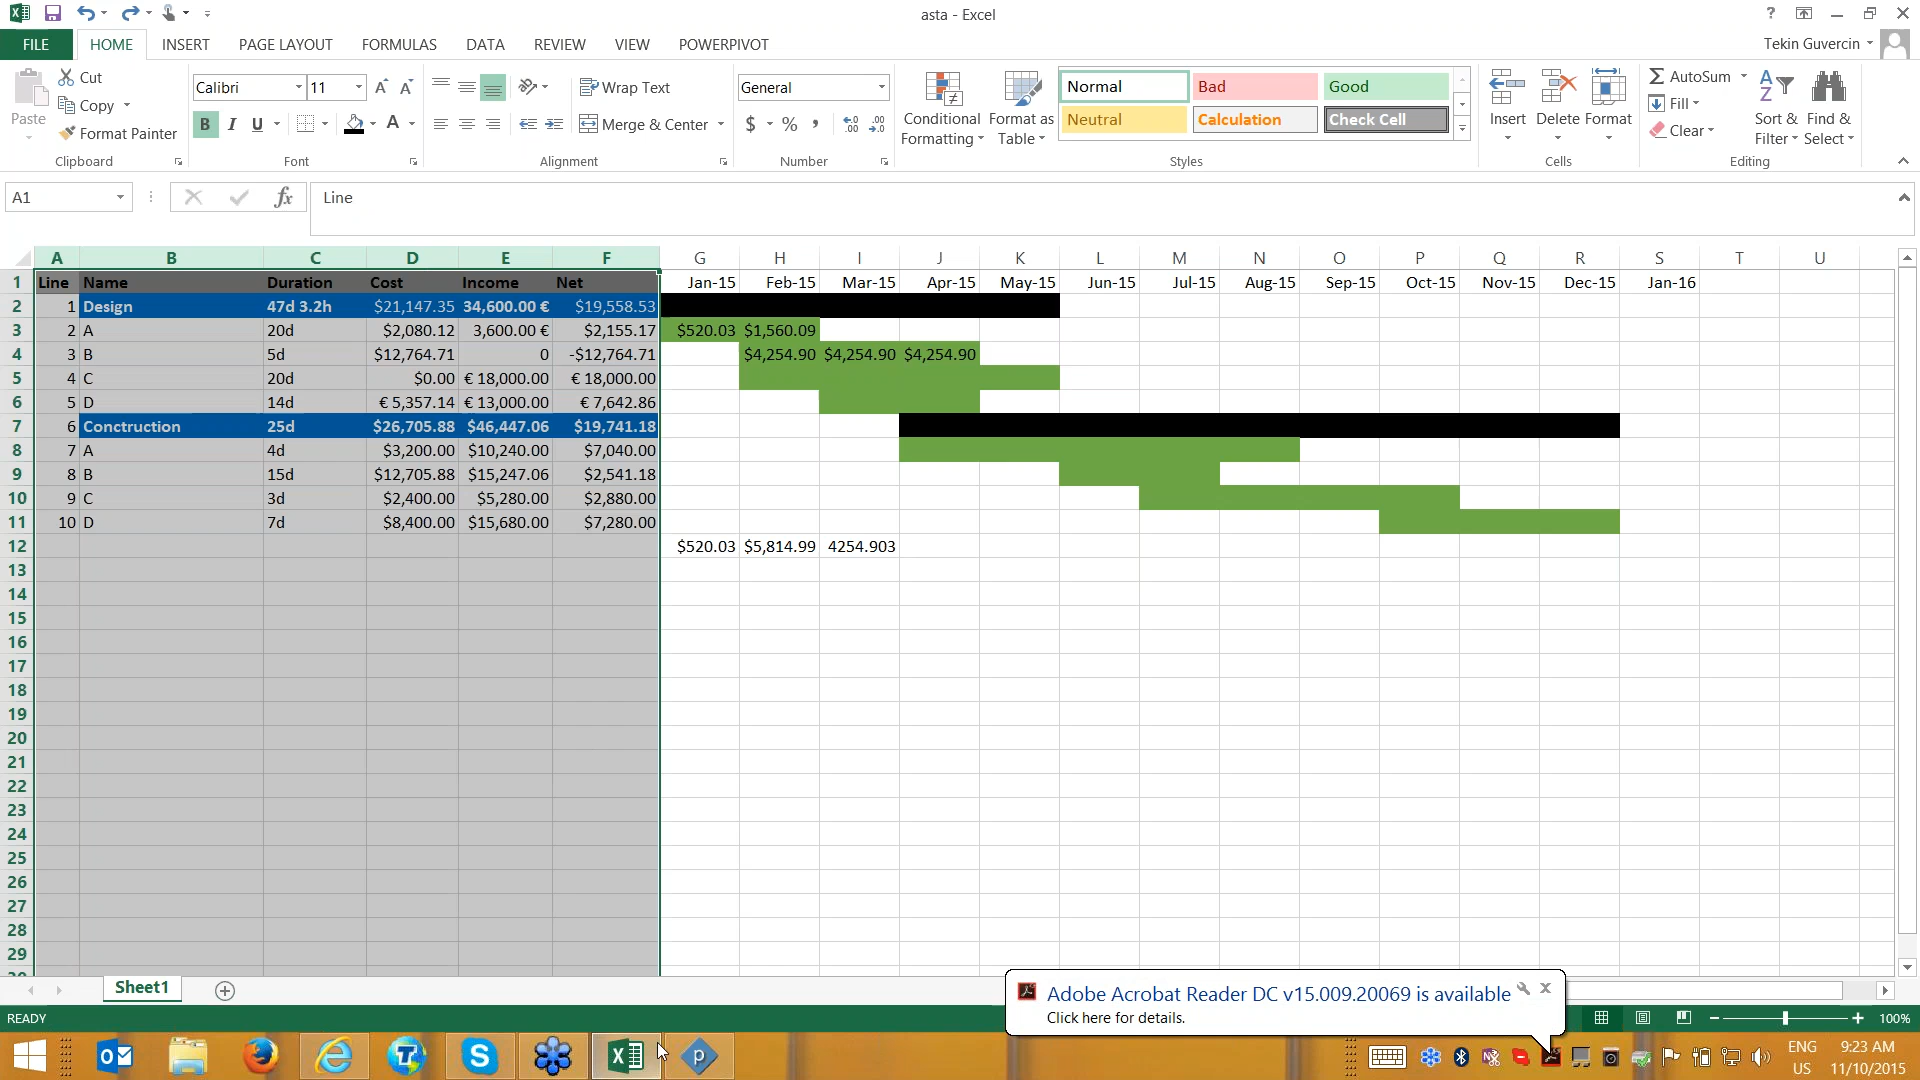 asta - Excel
?
FILE HOME INSERT PAGE LAYOUT FORMULAS DATA REVIEW VIEW POWERPIVOT
Tekin Guvercin
Paste
Cut
Copy
Format Painter
Clipboard
Calibri 11
B I U
Font
Wrap Text
Merge & Center
Alignment
General
$ % ,
Number
Conditional Formatting
Format as Table
Normal Bad Good
Neutral Calculation Check Cell
Styles
Insert Delete Format
Cells
AutoSum
Fill
Clear
Sort & Filter
Find & Select
Editing
A1
fx
Line
A B C D E F G H I J K L M N O P Q R S T U
1 Line Name Duration Cost Income Net Jan-15 Feb-15 Mar-15 Apr-15 May-15 Jun-15 Jul-15 Aug-15 Sep-15 Oct-15 Nov-15 Dec-15 Jan-16
2 1 Design 47d 3.2h $21,147.35 34,600.00 € $19,558.53
3 2 A 20d $2,080.12 3,600.00 € $2,155.17 $520.03 $1,560.09
4 3 B 5d $12,764.71 0 -$12,764.71 $4,254.90 $4,254.90 $4,254.90
5 4 C 20d $0.00 € 18,000.00 € 18,000.00
6 5 D 14d € 5,357.14 € 13,000.00 € 7,642.86
7 6 Conctruction 25d $26,705.88 $46,447.06 $19,741.18
8 7 A 4d $3,200.00 $10,240.00 $7,040.00
9 8 B 15d $12,705.88 $15,247.06 $2,541.18
10 9 C 3d $2,400.00 $5,280.00 $2,880.00
11 10 D 7d $8,400.00 $15,680.00 $7,280.00
12 $520.03 $5,814.99 4254.903
13
14
15
16
17
18
19
20
21
22
23
24
25
26
27
28
29
Sheet1
Adobe Acrobat Reader DC v15.009.20069 is available
Click here for details.
READY
100%
ENG
US
9:23 AM
11/10/2015